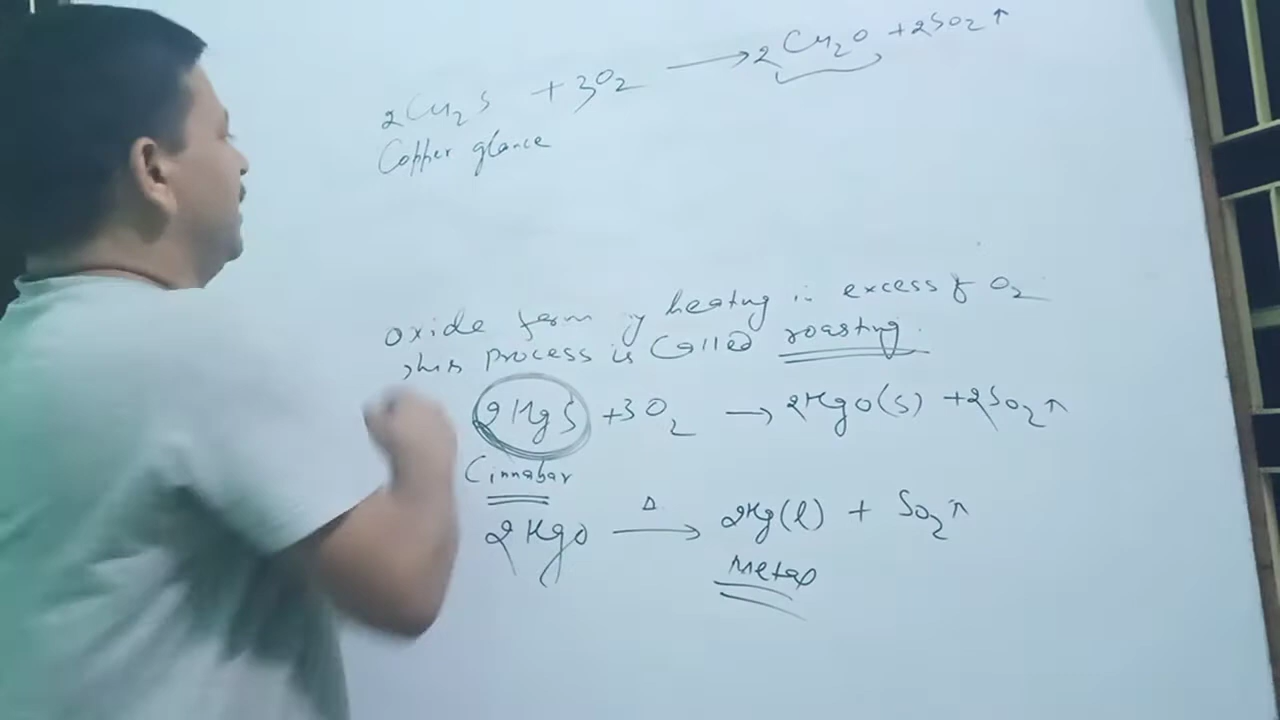 2Cu₂S + 3O₂ ⟶ 2Cu₂O + 2SO₂↑
Copper glance
oxide form by heating in excess of O₂
this process is called roasting.
2HgS + 3O₂ → 2HgO(s) + 2SO₂↑
Cinnabar
2HgO —Δ→ 2Hg(l) + SO₂↑
Metal